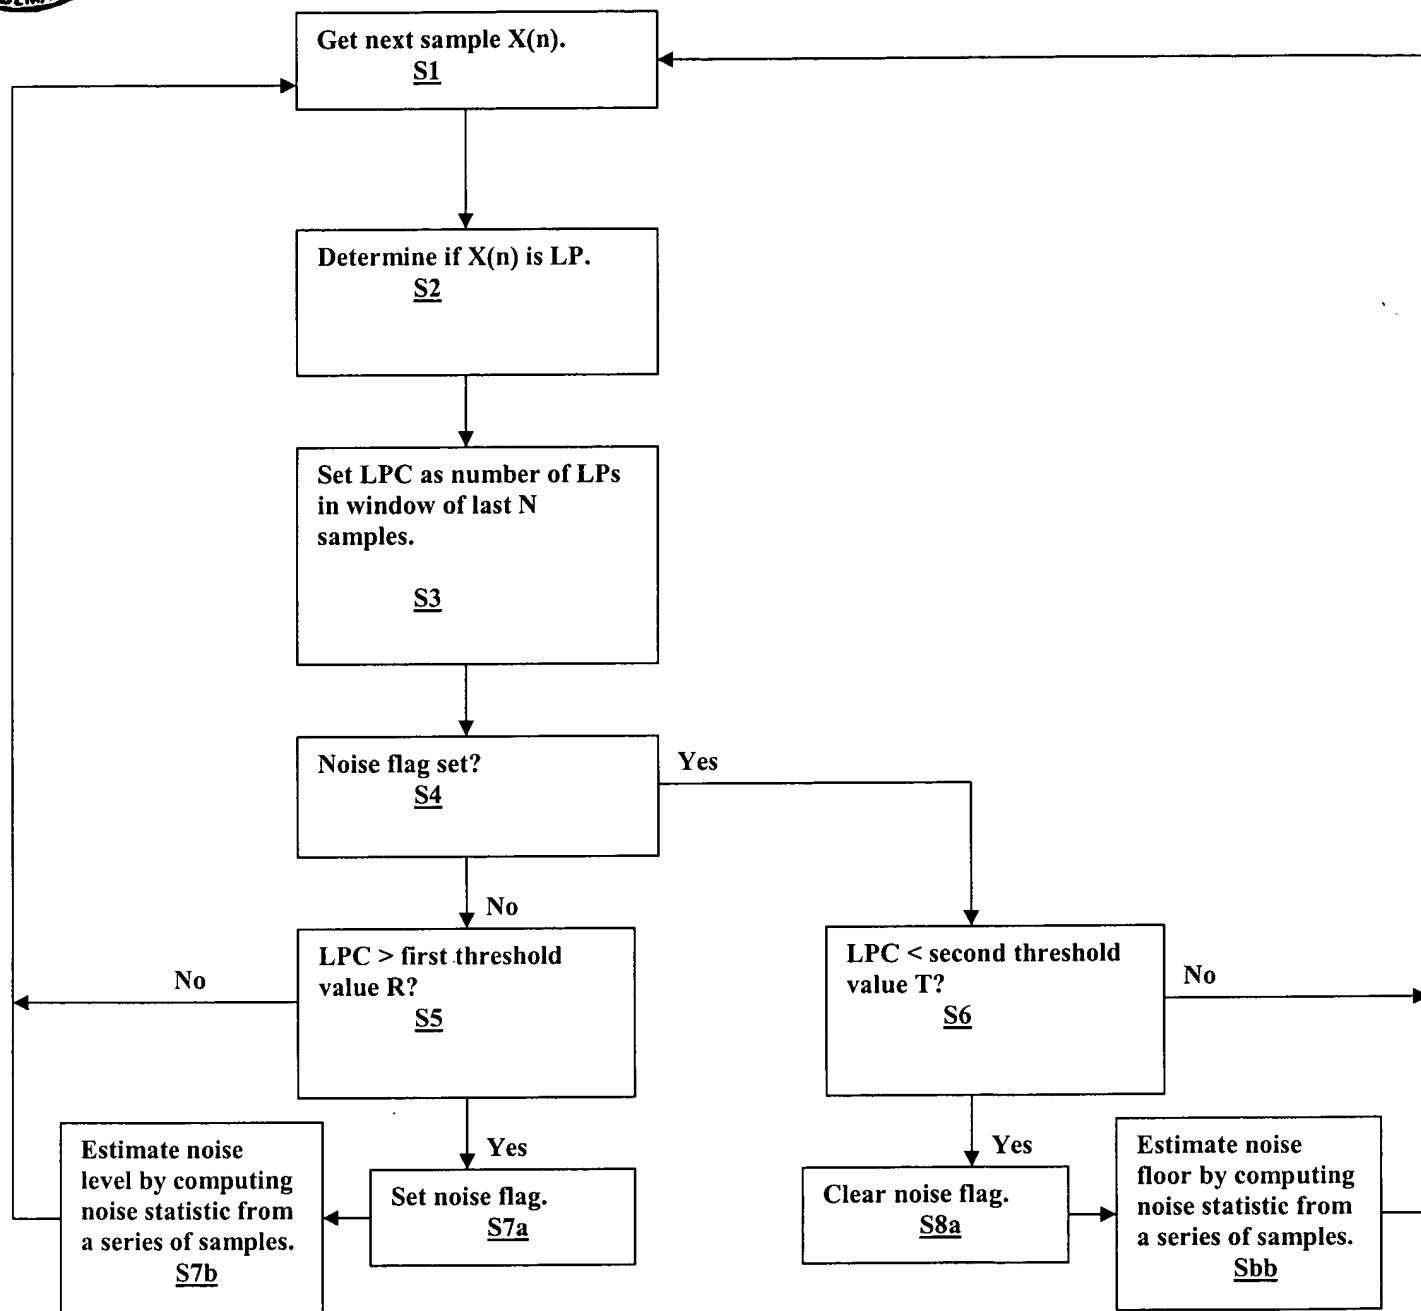 Get next sample X(n).
S1
Determine if X(n) is LP.
S2
Set LPC as number of LPs
in window of last N
samples.
S3
Noise flag set?
S4
Yes
No
LPC > first threshold
value R?
S5
No
Yes
LPC < second threshold
value T?
S6
No
Yes
Estimate noise
level by computing
noise statistic from
a series of samples.
S7b
Set noise flag.
S7a
Clear noise flag.
S8a
Estimate noise
floor by computing
noise statistic from
a series of samples.
Sbb